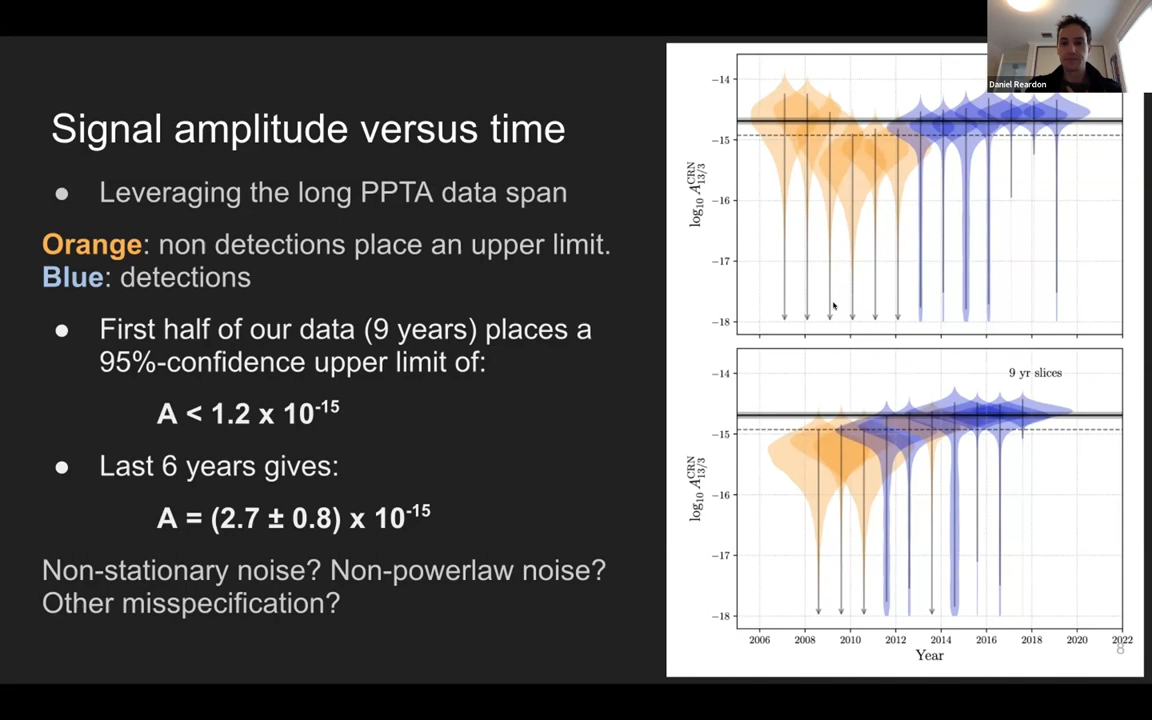 Daniel Reardon
Signal amplitude versus time
● Leveraging the long PPTA data span
Orange: non detections place an upper limit.
Blue: detections
● First half of our data (9 years) places a
95%-confidence upper limit of:
A < 1.2 x 10⁻¹⁵
● Last 6 years gives:
A = (2.7 ± 0.8) x 10⁻¹⁵
Non-stationary noise? Non-powerlaw noise?
Other misspecification?
log₁₀ A^CRN_13/3
−14
−15
−16
−17
−18
9 yr slices
log₁₀ A^CRN_13/3
−14
−15
−16
−17
−18
2006 2008 2010 2012 2014 2016 2018 2020 2022
Year
8